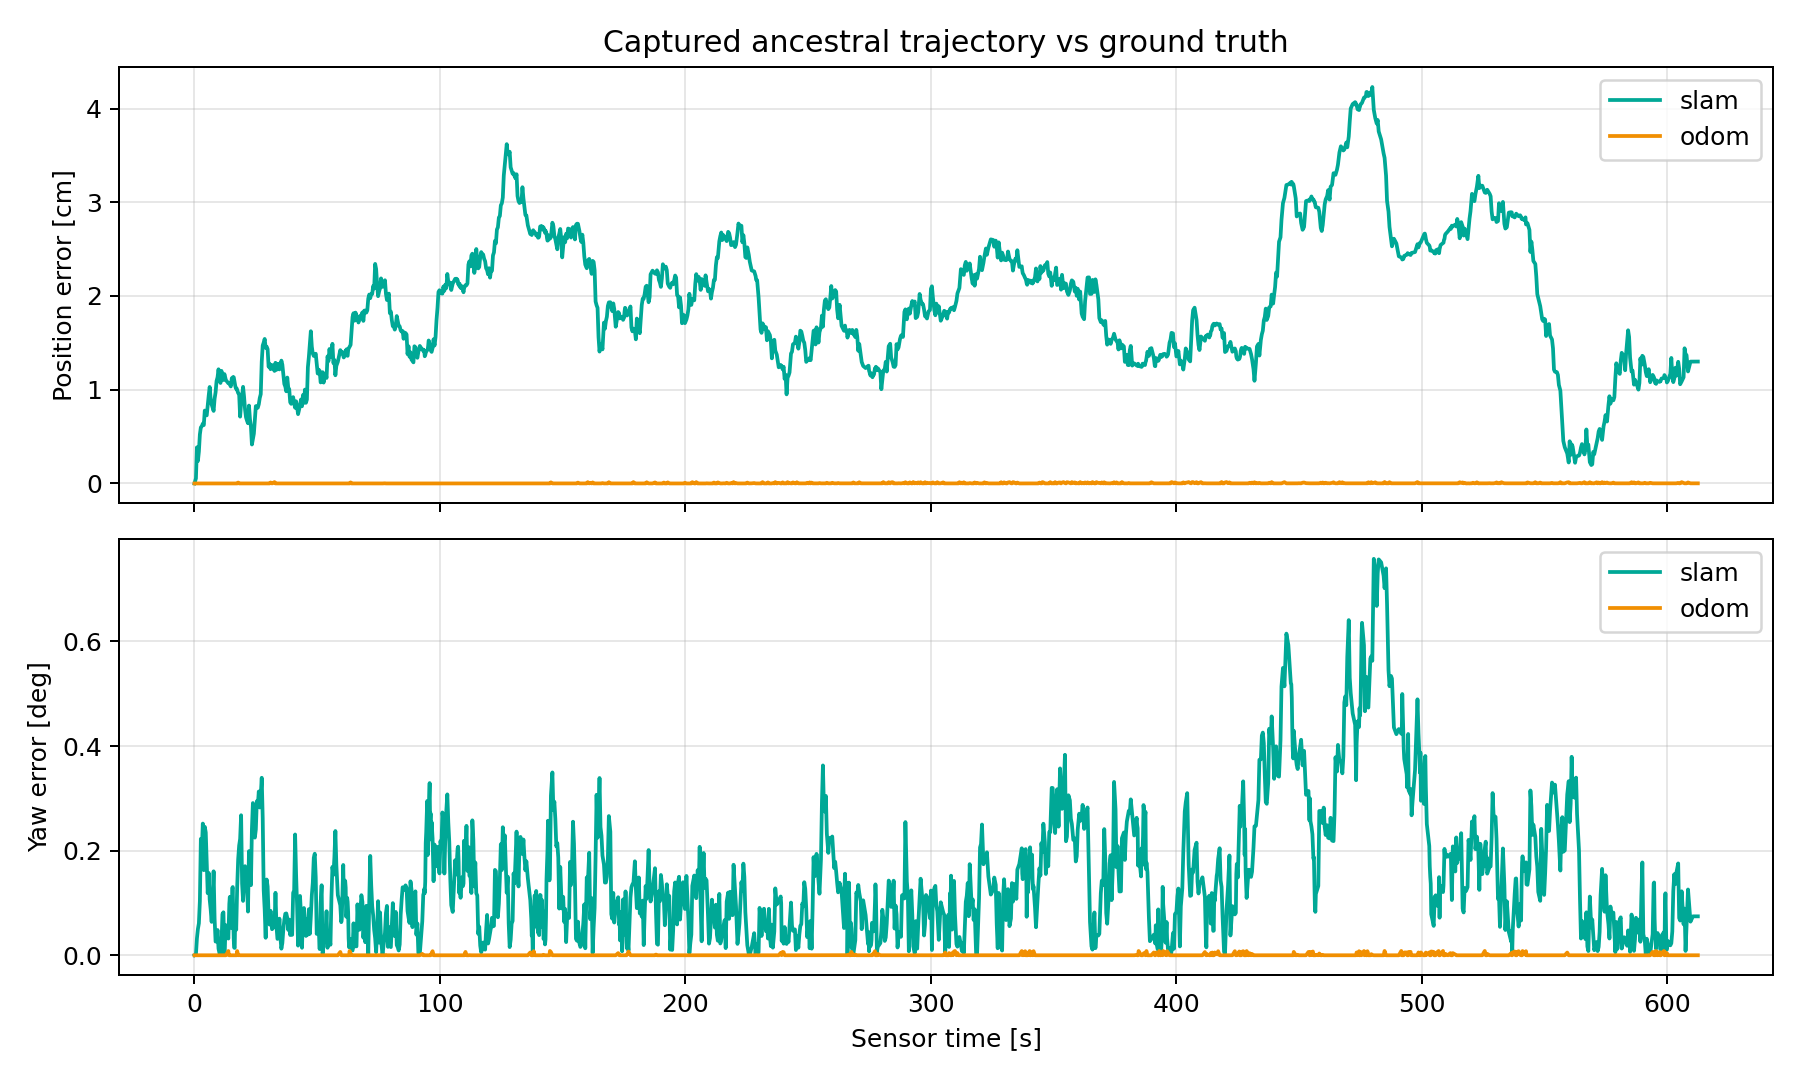 Captured ancestral trajectory vs ground truth
Position error [cm]
4
3
2
1
0
slam
odom
Yaw error [deg]
0.6
0.4
0.2
0.0
slam
odom
0 100 200 300 400 500 600
Sensor time [s]